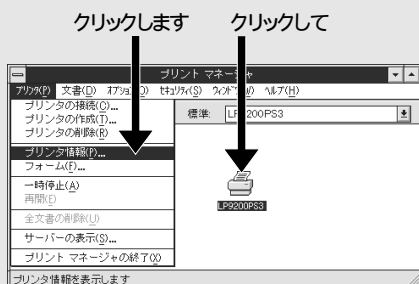 クリックします クリックして
プリント マネージャ
プリンタ(P) 文書(D) オプション(O) セキュリティ(S) ウィンドウ(W) ヘルプ(H)
プリンタの接続(C)...
プリンタの作成(T)...
プリンタの削除(R)
標準: LP9200PS3
プリンタ情報(P)...
フォーム(F)...
一時停止(A)
再開(E)
LP9200PS3
全文書の削除(U)
サーバーの表示(S)...
プリント マネージャの終了(X)
プリンタ情報を表示します